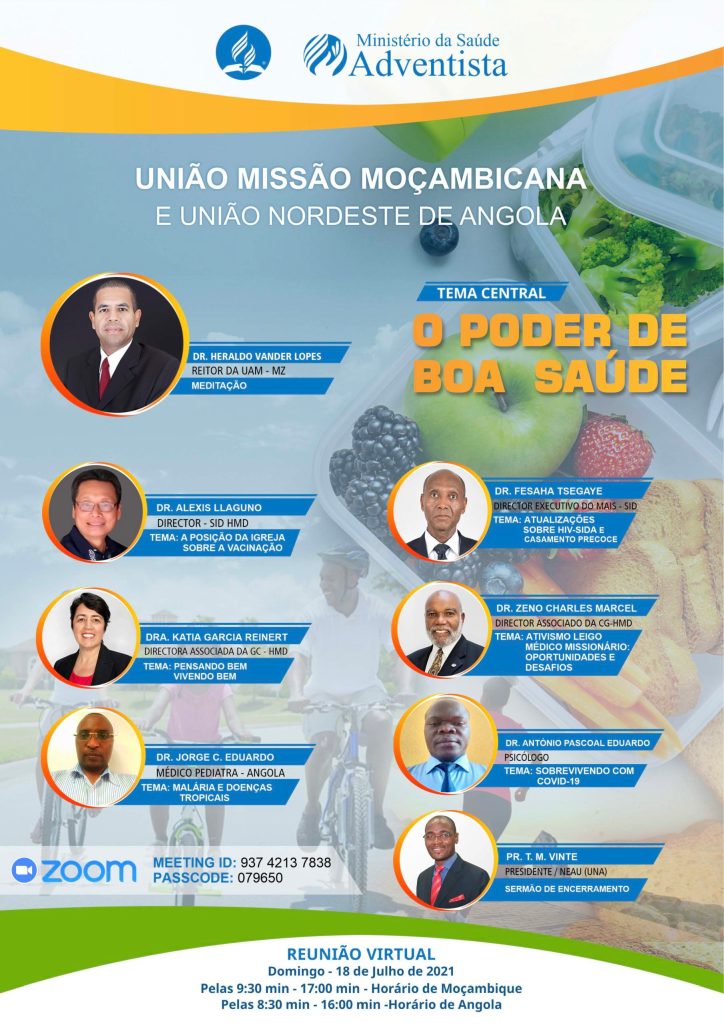 Ministério da Saúde
Adventista
UNIÃO MISSÃO MOÇAMBICANA
E UNIÃO NORDESTE DE ANGOLA
TEMA CENTRAL
O PODER DE
BOA SAÚDE
DR. HERALDO VANDER LOPES
REITOR DA UAM - MZ
MEDITAÇÃO
DR. ALEXIS LLAGUNO
DIRECTOR - SID HMD
TEMA: A POSIÇÃO DA IGREJA
SOBRE A VACINAÇÃO
DR. FESAHA TSEGAYE
DIRECTOR EXECUTIVO DO MAIS - SID
TEMA: ATUALIZAÇÕES
SOBRE HIV-SIDA E
CASAMENTO PRECOCE
DRA. KATIA GARCIA REINERT
DIRECTORA ASSOCIADA DA GC - HMD
TEMA: PENSANDO BEM
VIVENDO BEM
DR. ZENO CHARLES MARCEL
DIRECTOR ASSOCIADO DA CG-HMD
TEMA: ATIVISMO LEIGO
MÉDICO MISSIONÁRIO:
OPORTUNIDADES E
DESAFIOS
DR. JORGE C. EDUARDO
MÉDICO PEDIATRA - ANGOLA
TEMA: MALÁRIA E DOENÇAS
TROPICAIS
DR. ANTÓNIO PASCOAL EDUARDO
PSICÓLOGO
TEMA: SOBREVIVENDO COM
COVID-19
PR. T. M. VINTE
PRESIDENTE / NEAU (UNA)
SERMÃO DE ENCERRAMENTO
zoom
MEETING ID: 937 4213 7838
PASSCODE: 079650
REUNIÃO VIRTUAL
Domingo - 18 de Julho de 2021
Pelas 9:30 min - 17:00 min - Horário de Moçambique
Pelas 8:30 min - 16:00 min -Horário de Angola